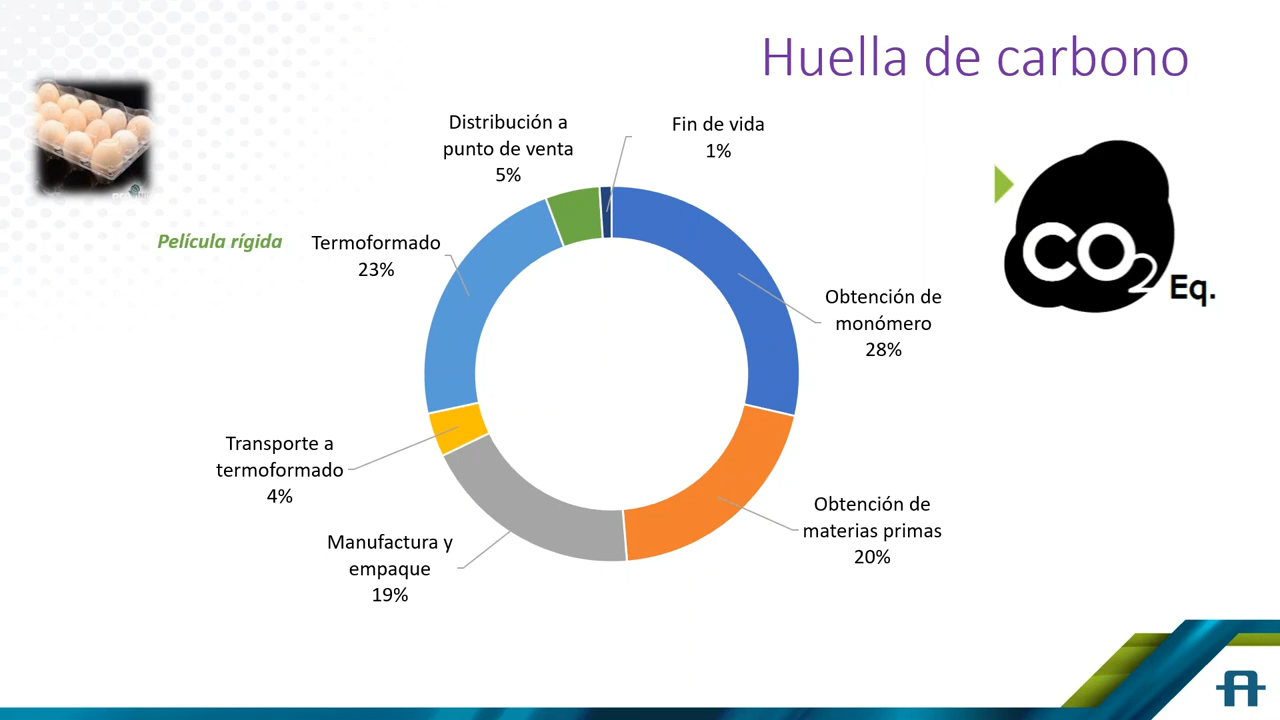 Huella de carbono
Distribución a
punto de venta
5%
Fin de vida
1%
Película rígida
Termoformado
23%
CO2 Eq.
Obtención de
monómero
28%
Transporte a
termoformado
4%
Obtención de
materias primas
20%
Manufactura y
empaque
19%